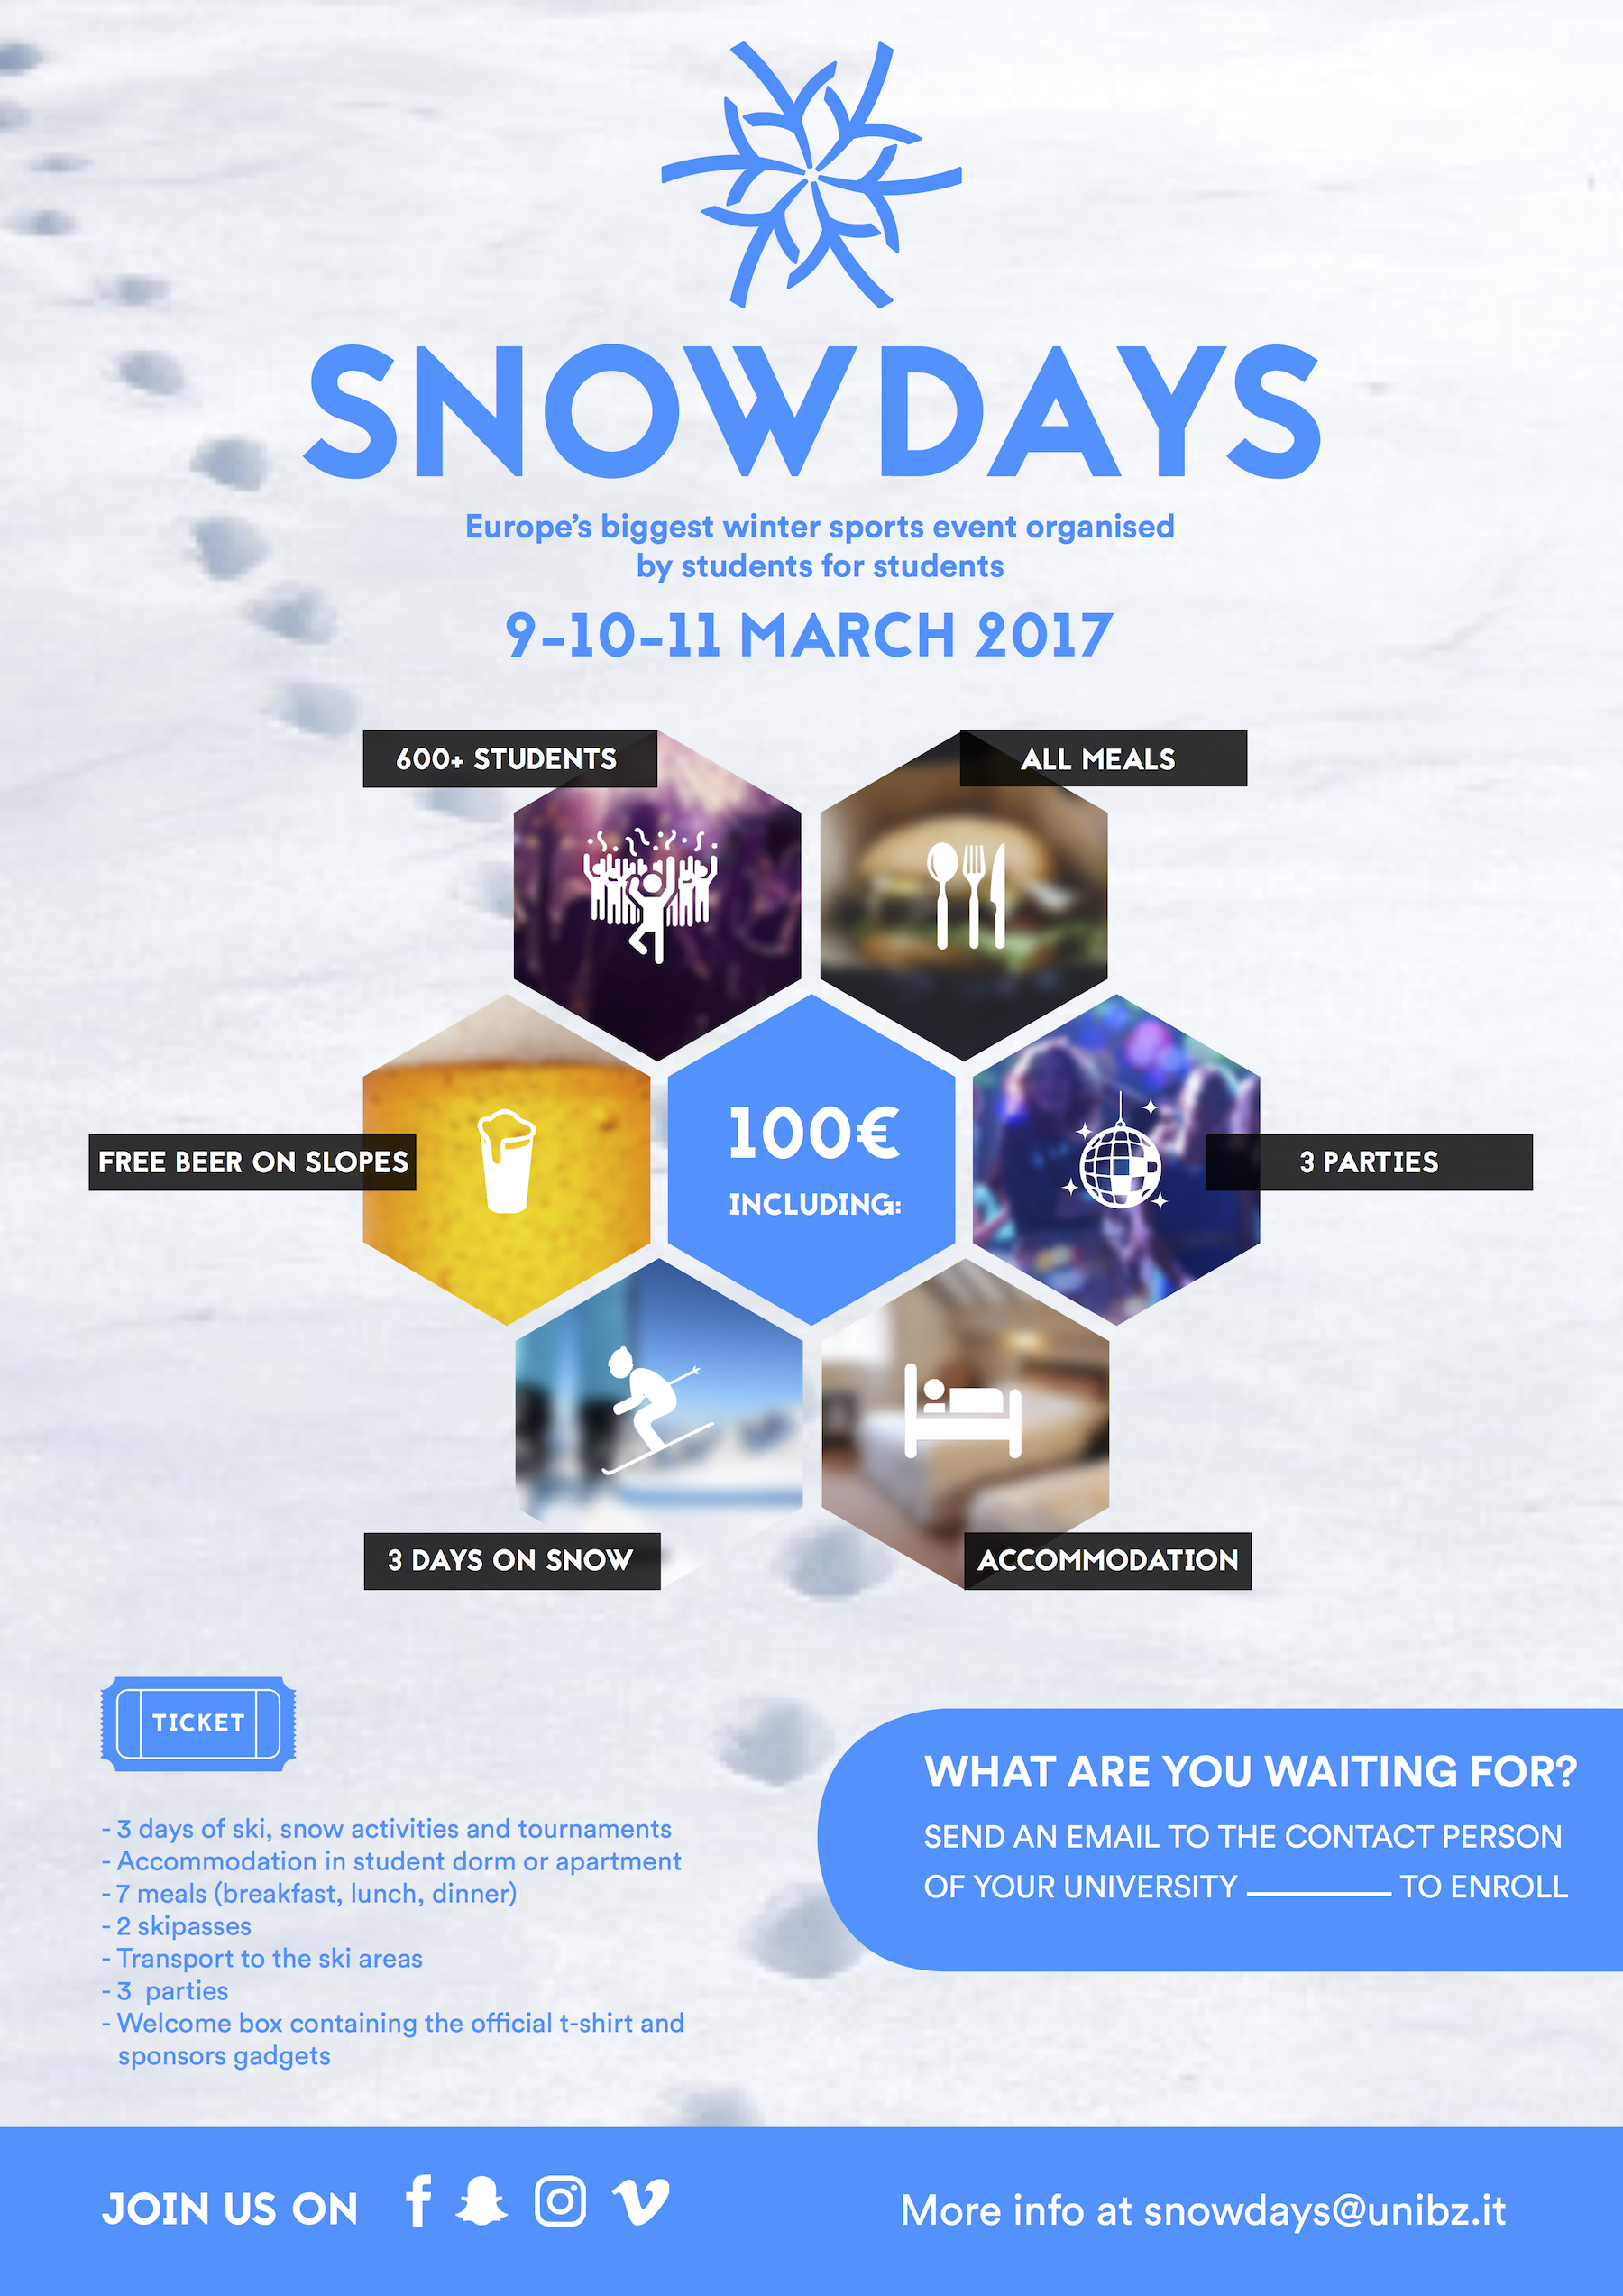 SNOWDAYS
Europe’s biggest winter sports event organised
by students for students
9-10-11 MARCH 2017
600+ STUDENTS
ALL MEALS
100€
INCLUDING:
FREE BEER ON SLOPES
3 PARTIES
3 DAYS ON SNOW
ACCOMMODATION
TICKET
- 3 days of ski, snow activities and tournaments
- Accommodation in student dorm or apartment
- 7 meals (breakfast, lunch, dinner)
- 2 skipasses
- Transport to the ski areas
- 3  parties
- Welcome box containing the official t-shirt and
sponsors gadgets
WHAT ARE YOU WAITING FOR?
SEND AN EMAIL TO THE CONTACT PERSON
OF YOUR UNIVERSITY ________ TO ENROLL
JOIN US ON
More info at snowdays@unibz.it